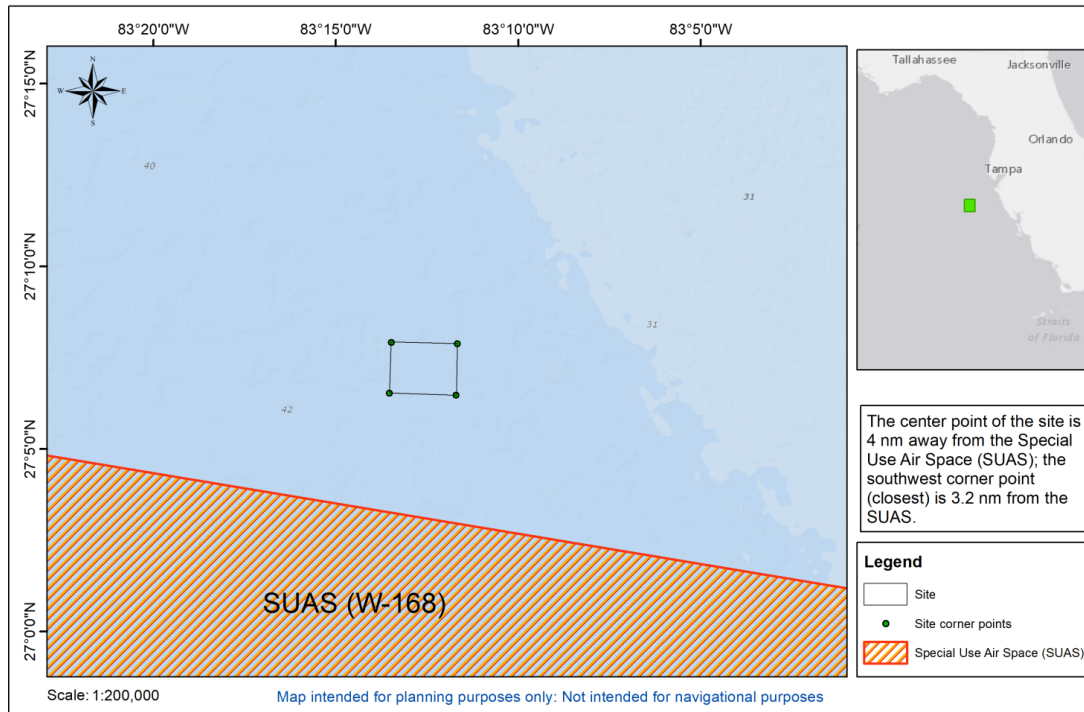 83°20'0"W
83°15'0"W
83°10'0"W
83°5'0"W
27°15'0"N
27°10'0"N
27°5'0"N
27°0'0"N
N
W
E
S
40
31
31
42
SUAS (W-168)
Tallahassee
Jacksonville
Orlando
Tampa
Straits
of Florida
The center point of the site is
4 nm away from the Special
Use Air Space (SUAS); the
southwest corner point
(closest) is 3.2 nm from the
SUAS.
Legend
Site
Site corner points
Special Use Air Space (SUAS)
Scale: 1:200,000
Map intended for planning purposes only: Not intended for navigational purposes